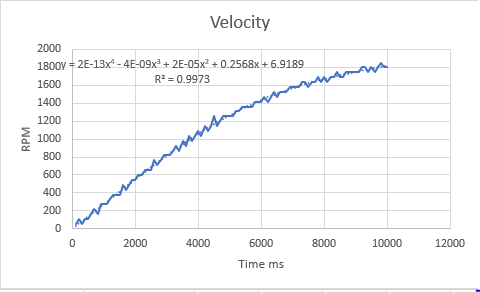 Velocity
2000
1800
1600
1400
1200
1000
800
600
400
200
0
y = 2E-13x⁴ - 4E-09x³ + 2E-05x² + 0.2568x + 6.9189
R² = 0.9973
RPM
0 2000 4000 6000 8000 10000 12000
Time ms